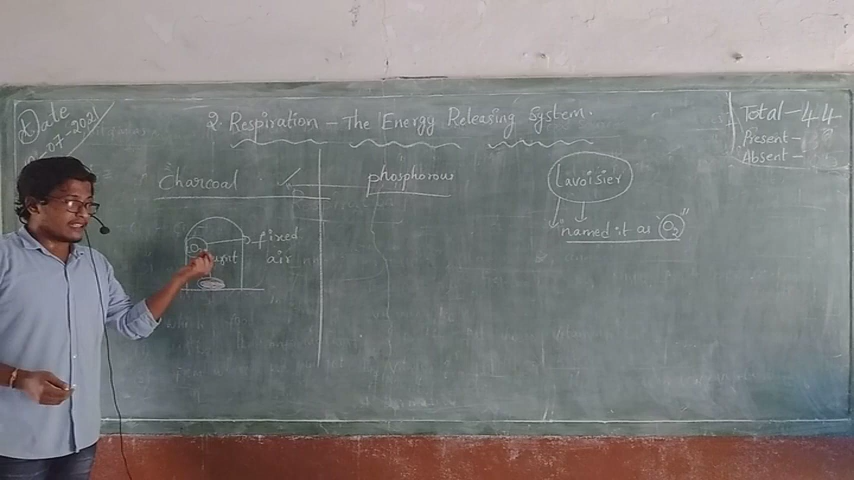 Date
-07-2021
2. Respiration - The Energy Releasing System.
Total - 44
Present -
Absent -
Charcoal
phosphorous
Lavoisier
"named it as "O2"
O2
fixed
air